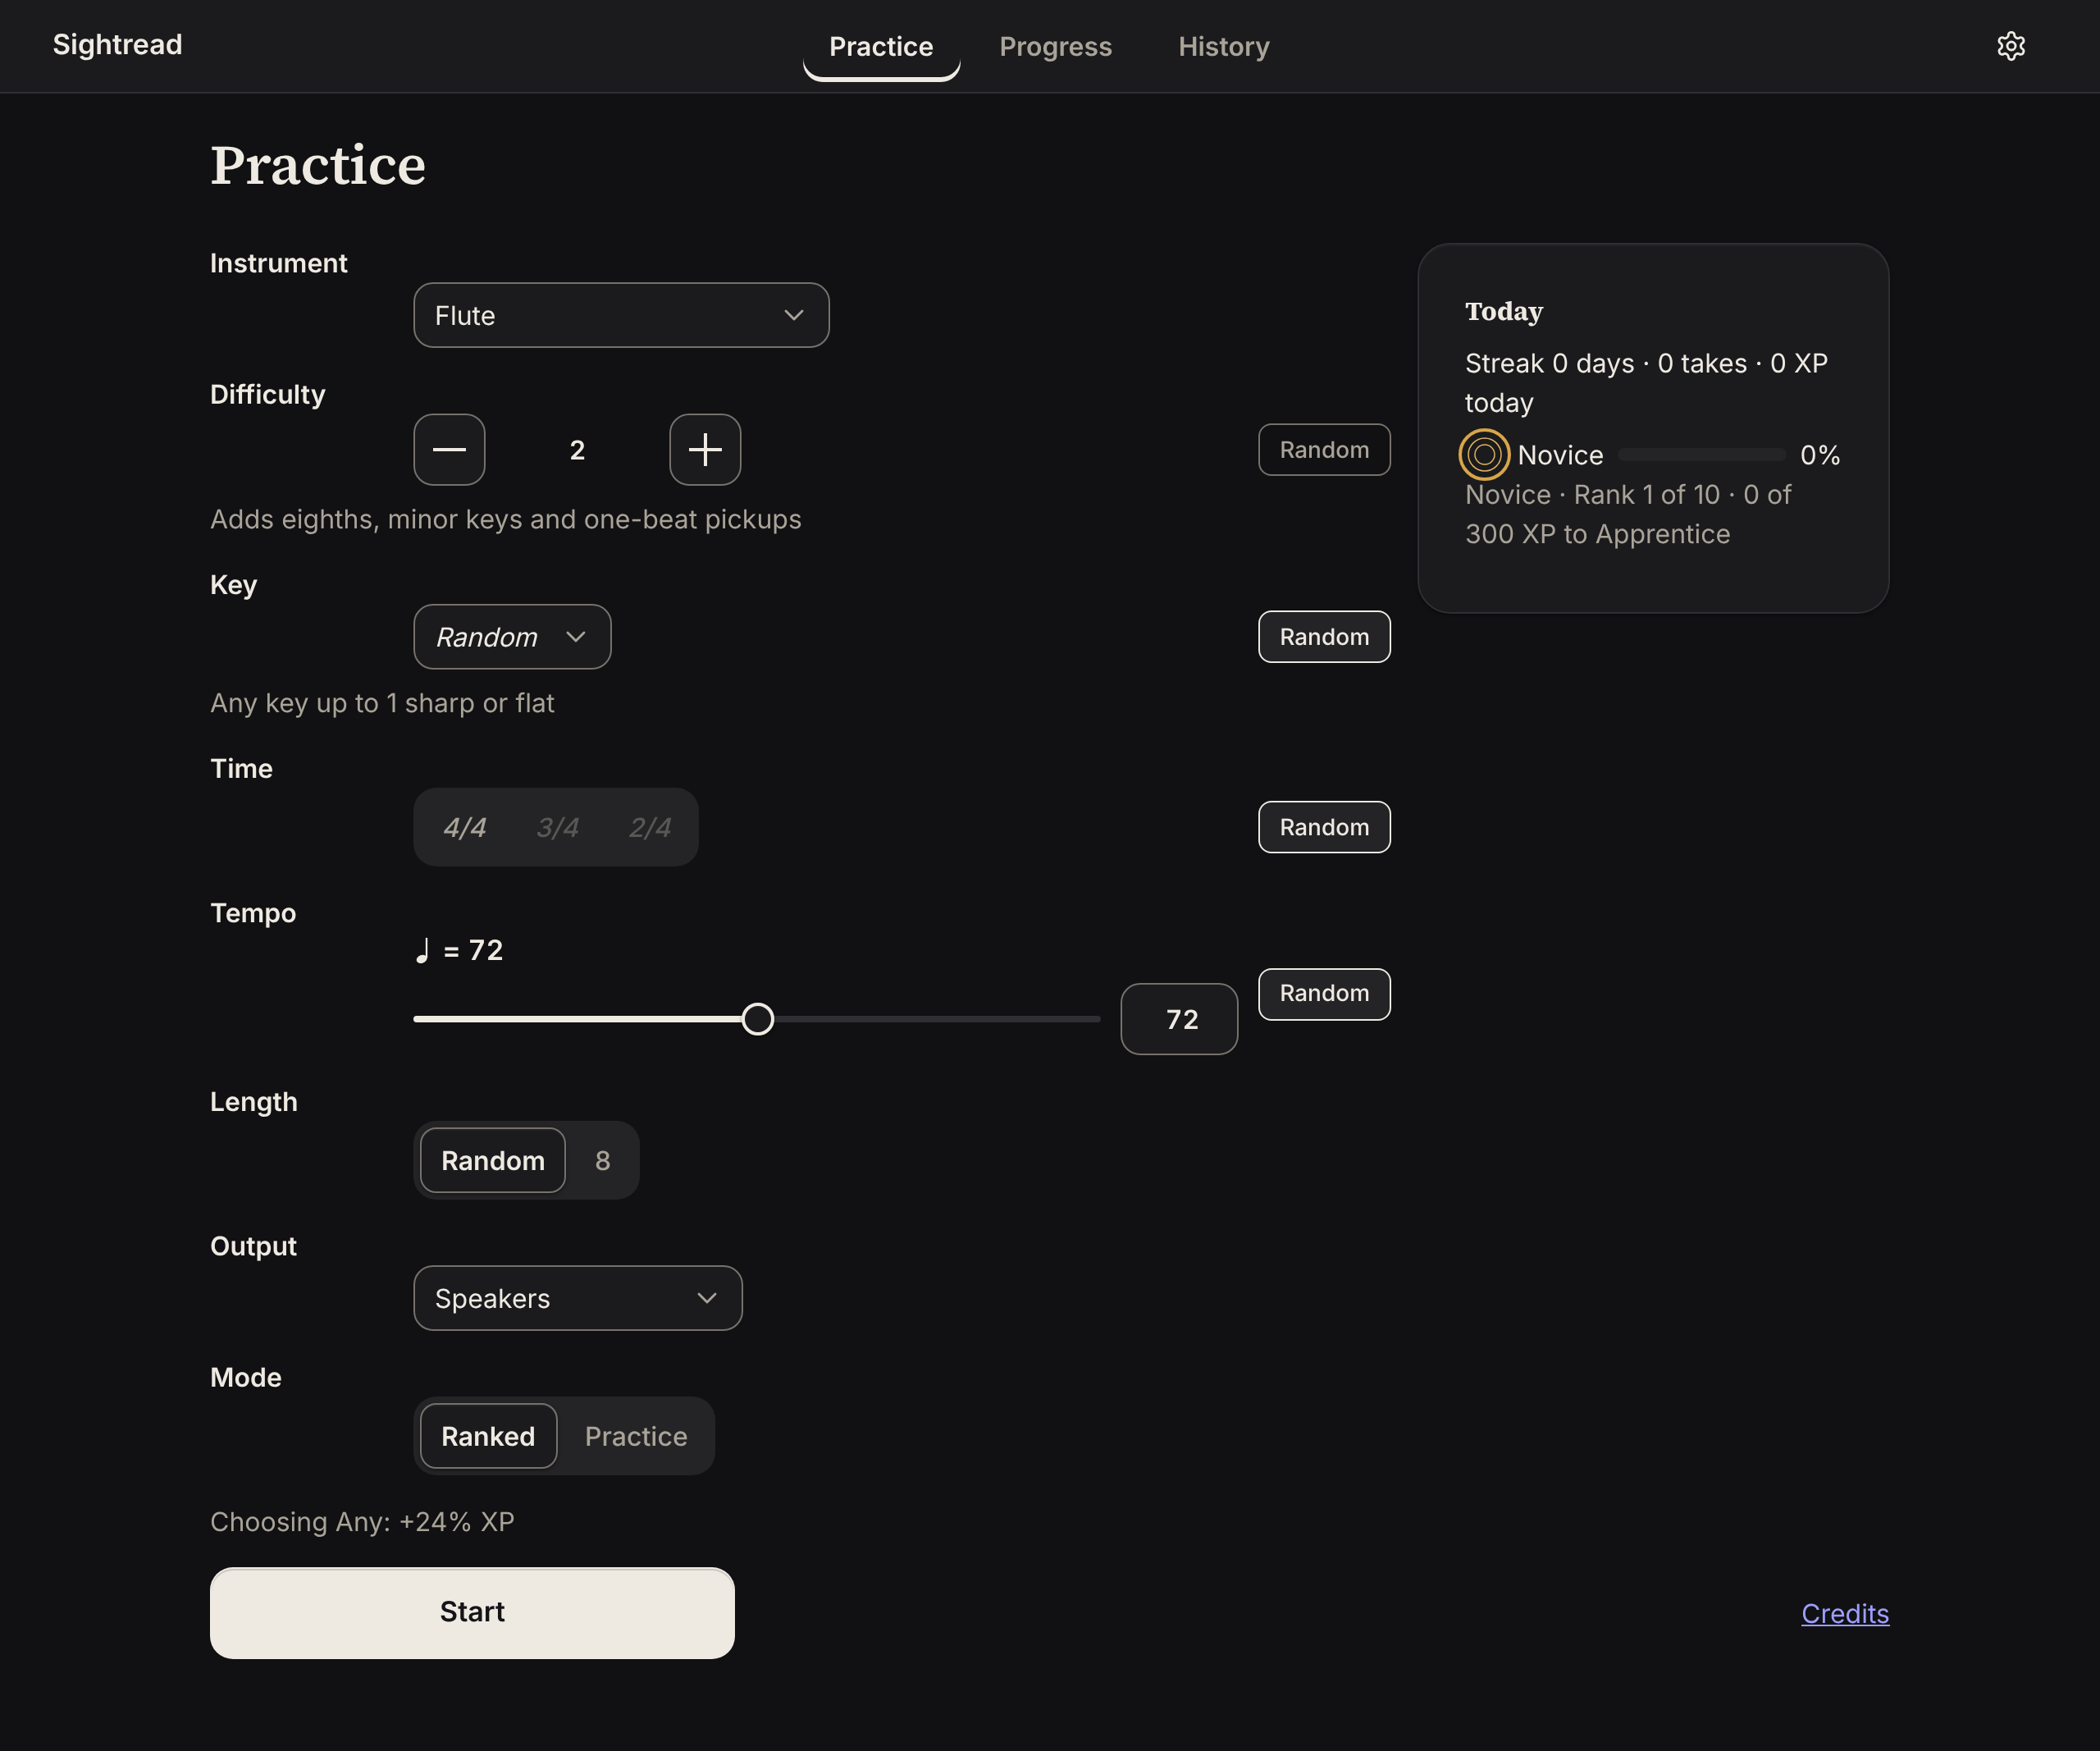 Sightread
Practice
Progress
History
Practice
Instrument
Flute
Difficulty
2
Random
Adds eighths, minor keys and one-beat pickups
Key
Random
Random
Any key up to 1 sharp or flat
Time
4/4
3/4
2/4
Random
Tempo
♩ = 72
72
Random
Length
Random
8
Output
Speakers
Mode
Ranked
Practice
Choosing Any: +24% XP
Start
Today
Streak 0 days · 0 takes · 0 XP
today
Novice
0%
Novice · Rank 1 of 10 · 0 of
300 XP to Apprentice
Credits